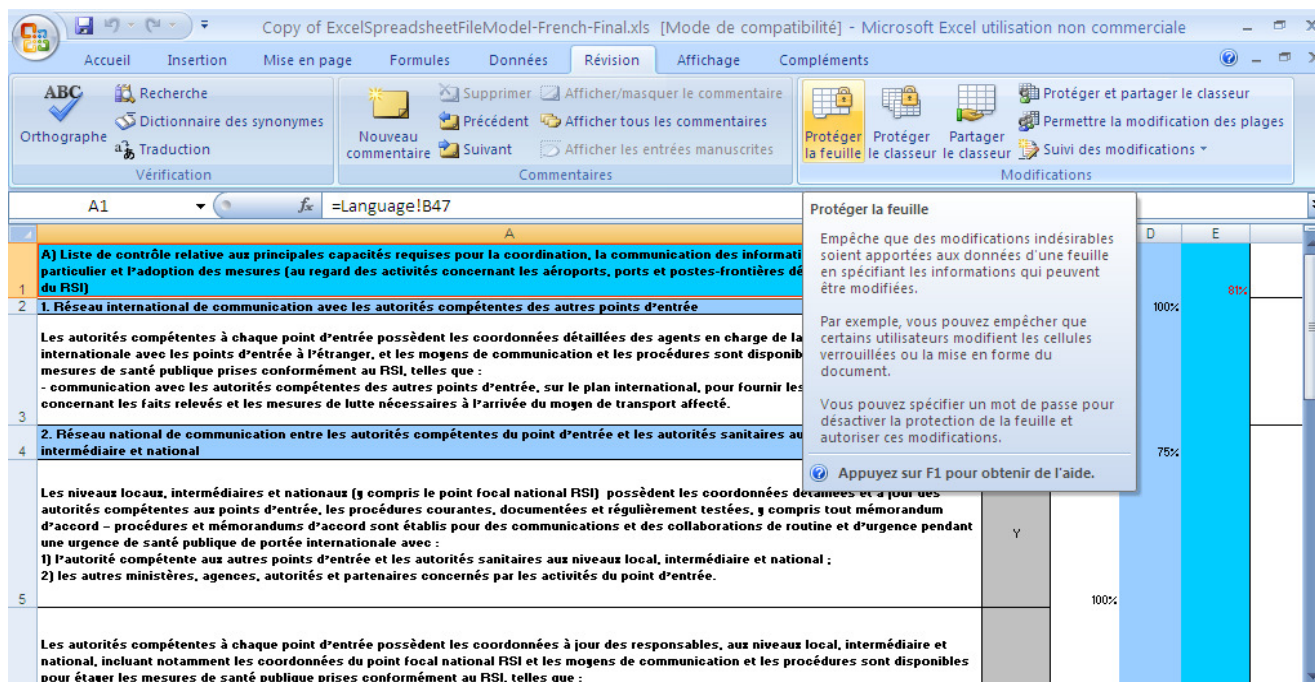 Copy of ExcelSpreadsheetFileModel-French-Final.xls [Mode de compatibilité] - Microsoft Excel utilisation non commerciale
Accueil Insertion Mise en page Formules Données Révision Affichage Compléments
ABC
Orthographe
Recherche
Dictionnaire des synonymes
Traduction
Vérification
Nouveau commentaire
Supprimer
Précédent
Suivant
Afficher/masquer le commentaire
Afficher tous les commentaires
Afficher les entrées manuscrites
Commentaires
Protéger la feuille
Protéger le classeur
Partager le classeur
Protéger et partager le classeur
Permettre la modification des plages
Suivi des modifications
Modifications
A1 fx =Language!B47
Protéger la feuille
Empêche que des modifications indésirables
soient apportées aux données d'une feuille
en spécifiant les informations qui peuvent
être modifiées.
Par exemple, vous pouvez empêcher que
certains utilisateurs modifient les cellules
verrouillées ou la mise en forme du
document.
Vous pouvez spécifier un mot de passe pour
désactiver la protection de la feuille et
autoriser ces modifications.
Appuyez sur F1 pour obtenir de l'aide.
A D E
A) Liste de contrôle relative aux principales capacités requises pour la coordination, la communication des informati
particulier et l'adoption des mesures (au regard des activités concernant les aéroports, ports et postes-frontières dé
1 du RSI) 81%
2 1. Réseau international de communication avec les autorités compétentes des autres points d'entrée 100%
Les autorités compétentes à chaque point d'entrée possèdent les coordonnées détaillées des agents en charge de la
internationale avec les points d'entrée à l'étranger, et les moyens de communication et les procédures sont disponib
mesures de santé publique prises conformément au RSI, telles que :
- communication avec les autorités compétentes des autres points d'entrée, sur le plan international, pour fournir les
concernant les faits relevés et les mesures de lutte nécessaires à l'arrivée du moyen de transport affecté.
3
2. Réseau national de communication entre les autorités compétentes du point d'entrée et les autorités sanitaires au
4 intermédiaire et national 75%
Les niveaux locaux, intermédiaires et nationaux (y compris le point focal national RSI) possèdent les coordonnées détaillées et à jour des
autorités compétentes aux points d'entrée, les procédures courantes, documentées et régulièrement testées, y compris tout mémorandum
d'accord – procédures et mémorandums d'accord sont établis pour des communications et des collaborations de routine et d'urgence pendant
une urgence de santé publique de portée internationale avec :
1) l'autorité compétente aux autres points d'entrée et les autorités sanitaires aux niveaux local, intermédiaire et national ;
2) les autres ministères, agences, autorités et partenaires concernés par les activités du point d'entrée.
Y
5 100%
Les autorités compétentes à chaque point d'entrée possèdent les coordonnées à jour des responsables, aux niveaux local, intermédiaire et
national, incluant notamment les coordonnées du point focal national RSI et les moyens de communication et les procédures sont disponibles
pour étayer les mesures de santé publique prises conformément au RSI, telles que :